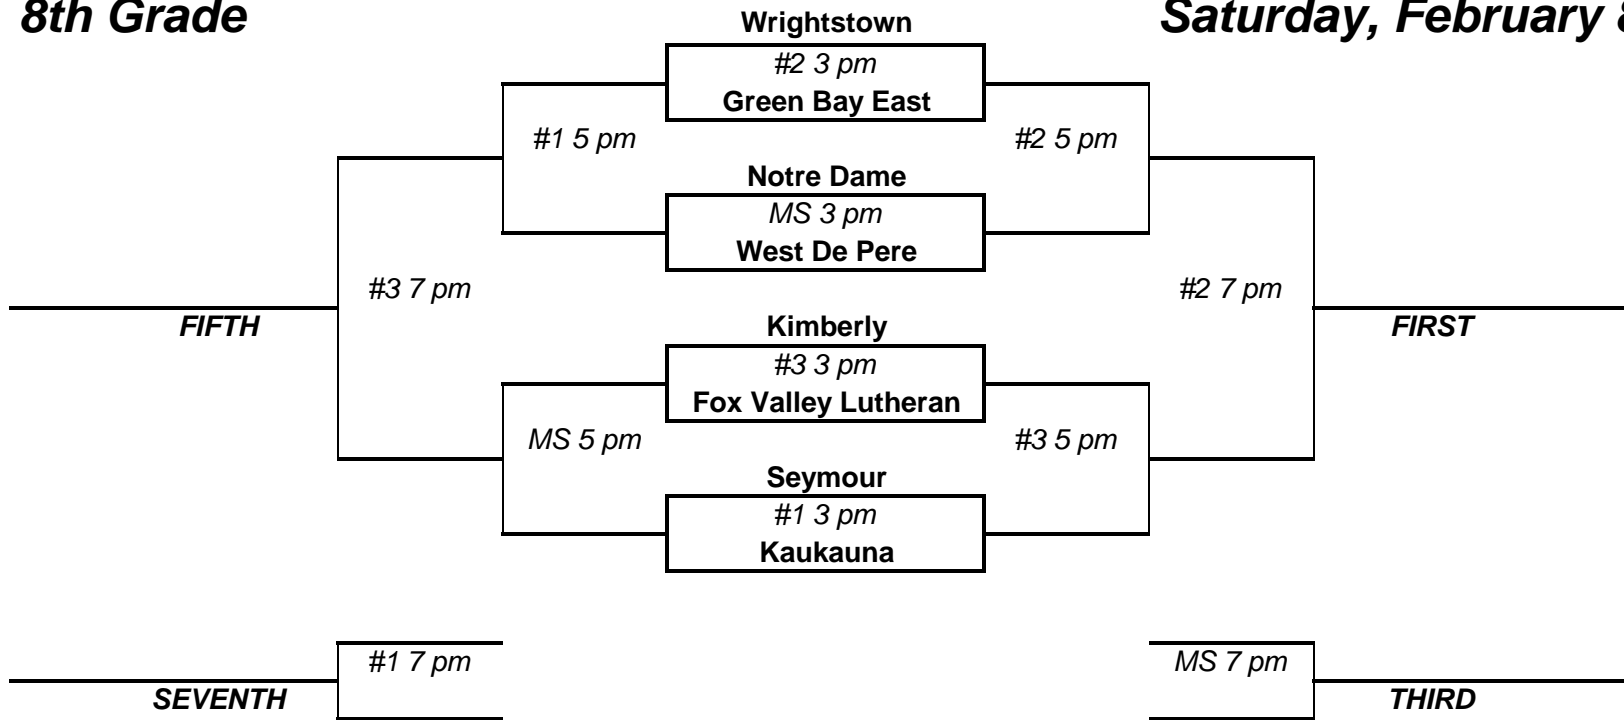 8th Grade
Saturday, February 8
Wrightstown
#2 3 pm
Green Bay East
#1 5 pm
#2 5 pm
Notre Dame
MS 3 pm
West De Pere
#3 7 pm
#2 7 pm
FIFTH
Kimberly
FIRST
#3 3 pm
Fox Valley Lutheran
MS 5 pm
#3 5 pm
Seymour
#1 3 pm
Kaukauna
#1 7 pm
MS 7 pm
SEVENTH
THIRD